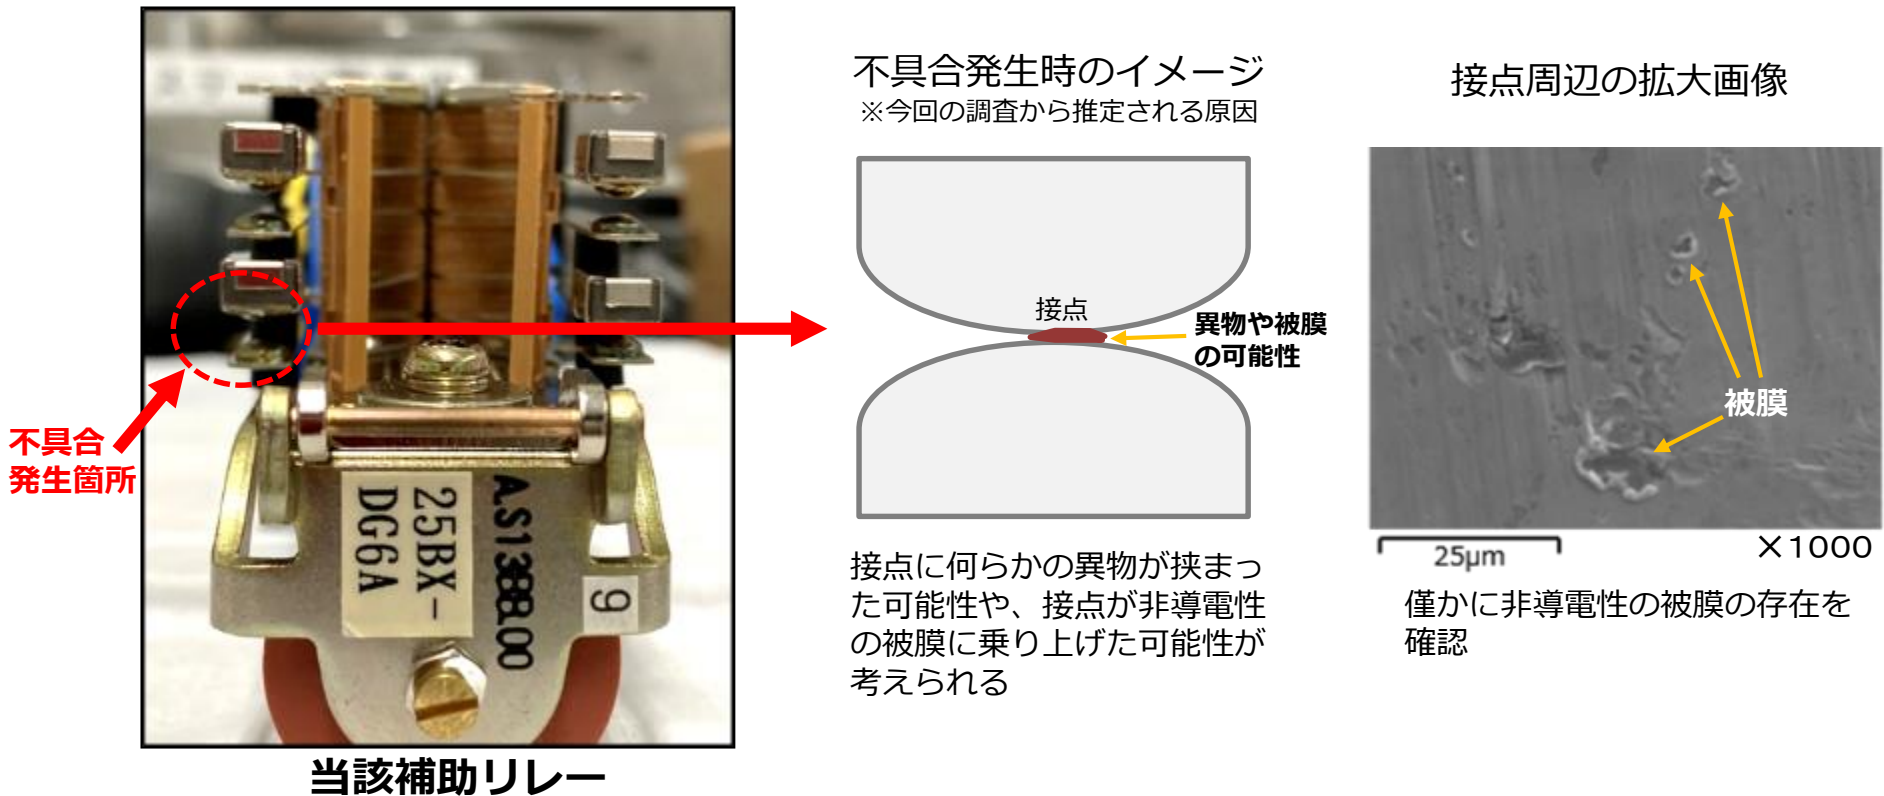 不具合発生時のイメージ
※今回の調査から推定される原因
接点周辺の拡大画像
接点
異物や被膜
の可能性
被膜
不具合
発生箇所
25BX-
DG6A
AS13BB100
9
25μm
×1000
接点に何らかの異物が挟まっ
た可能性や、接点が非導電性
の被膜に乗り上げた可能性が
考えられる
僅かに非導電性の被膜の存在を
確認
当該補助リレー